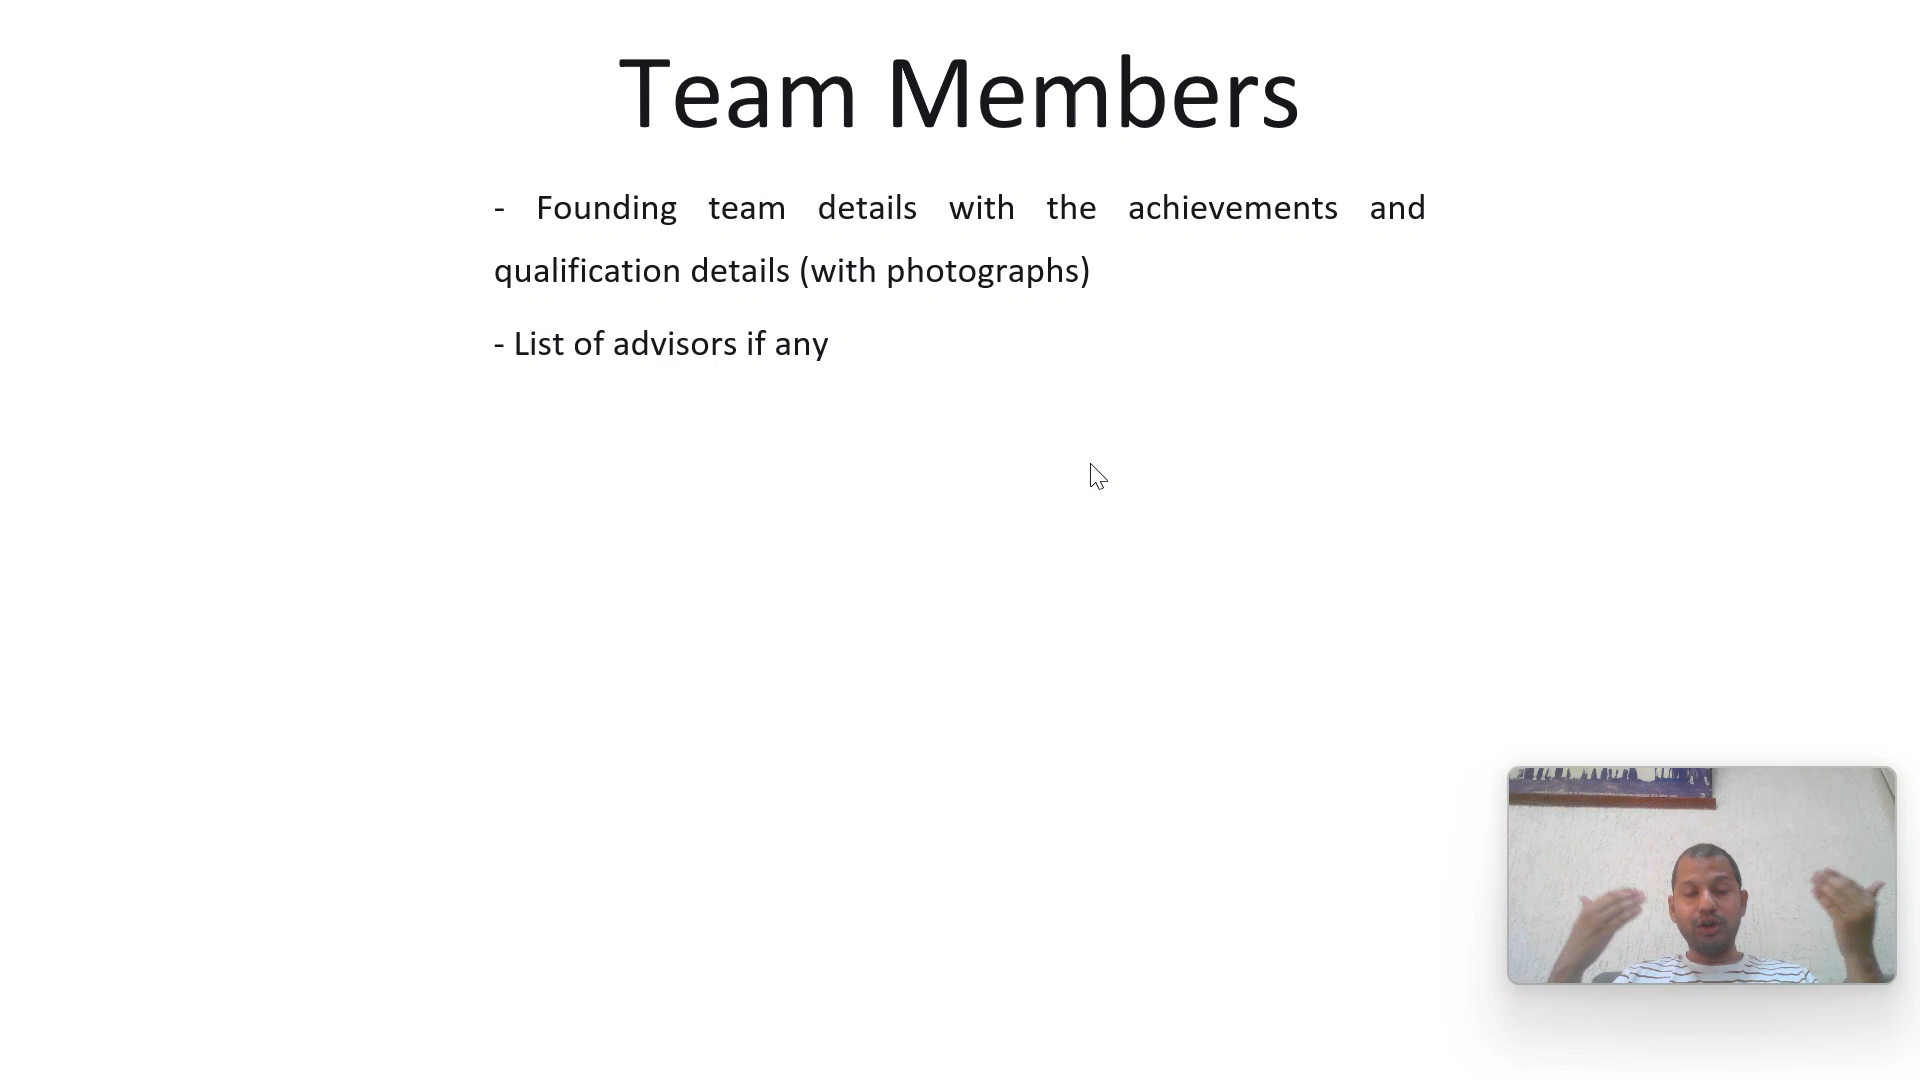 Team Members
- Founding team details with the achievements and
qualification details (with photographs)
- List of advisors if any